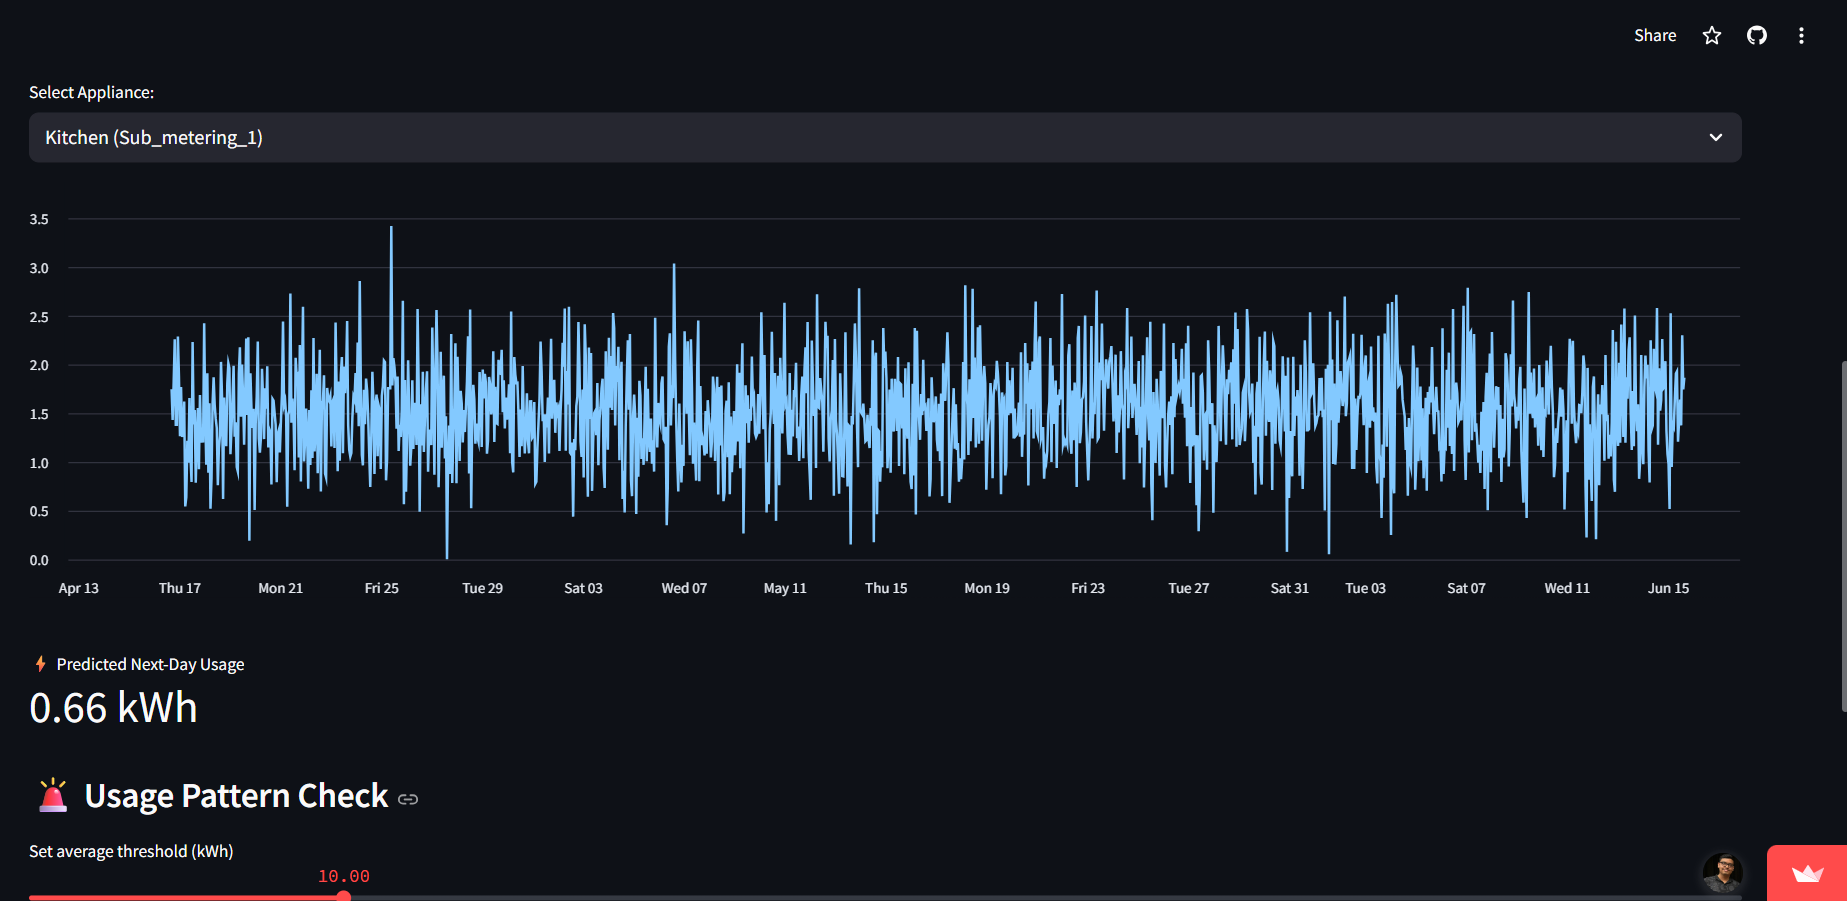 Share
Select Appliance:
Kitchen (Sub_metering_1)
3.5
3.0
2.5
2.0
1.5
1.0
0.5
0.0
Apr 13 Thu 17 Mon 21 Fri 25 Tue 29 Sat 03 Wed 07 May 11 Thu 15 Mon 19 Fri 23 Tue 27 Sat 31 Tue 03 Sat 07 Wed 11 Jun 15
Predicted Next-Day Usage
0.66 kWh
Usage Pattern Check
Set average threshold (kWh)
10.00